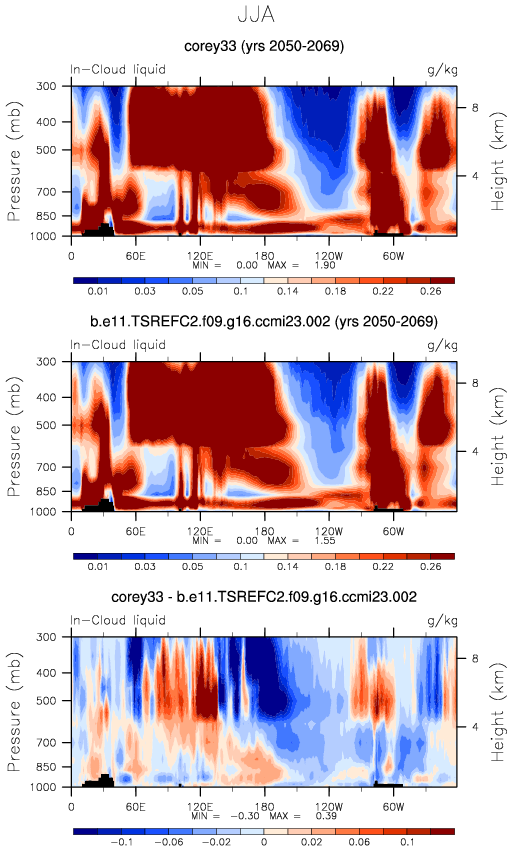 JJA
corey33 (yrs 2050-2069)
In-Cloud liquid g/kg
300
400
500
700
850
1000
Pressure (mb)
8
4
Height (km)
0 60E 120E 180 120W 60W
MIN = 0.00 MAX = 1.90
0.01 0.03 0.05 0.1 0.14 0.18 0.22 0.26
b.e11.TSREFC2.f09.g16.ccmi23.002 (yrs 2050-2069)
In-Cloud liquid g/kg
300
400
500
700
850
1000
Pressure (mb)
8
4
Height (km)
0 60E 120E 180 120W 60W
MIN = 0.00 MAX = 1.55
0.01 0.03 0.05 0.1 0.14 0.18 0.22 0.26
corey33 - b.e11.TSREFC2.f09.g16.ccmi23.002
In-Cloud liquid g/kg
300
400
500
700
850
1000
Pressure (mb)
8
4
Height (km)
0 60E 120E 180 120W 60W
MIN = -0.30 MAX = 0.39
-0.1 -0.06 -0.02 0 0.02 0.06 0.1